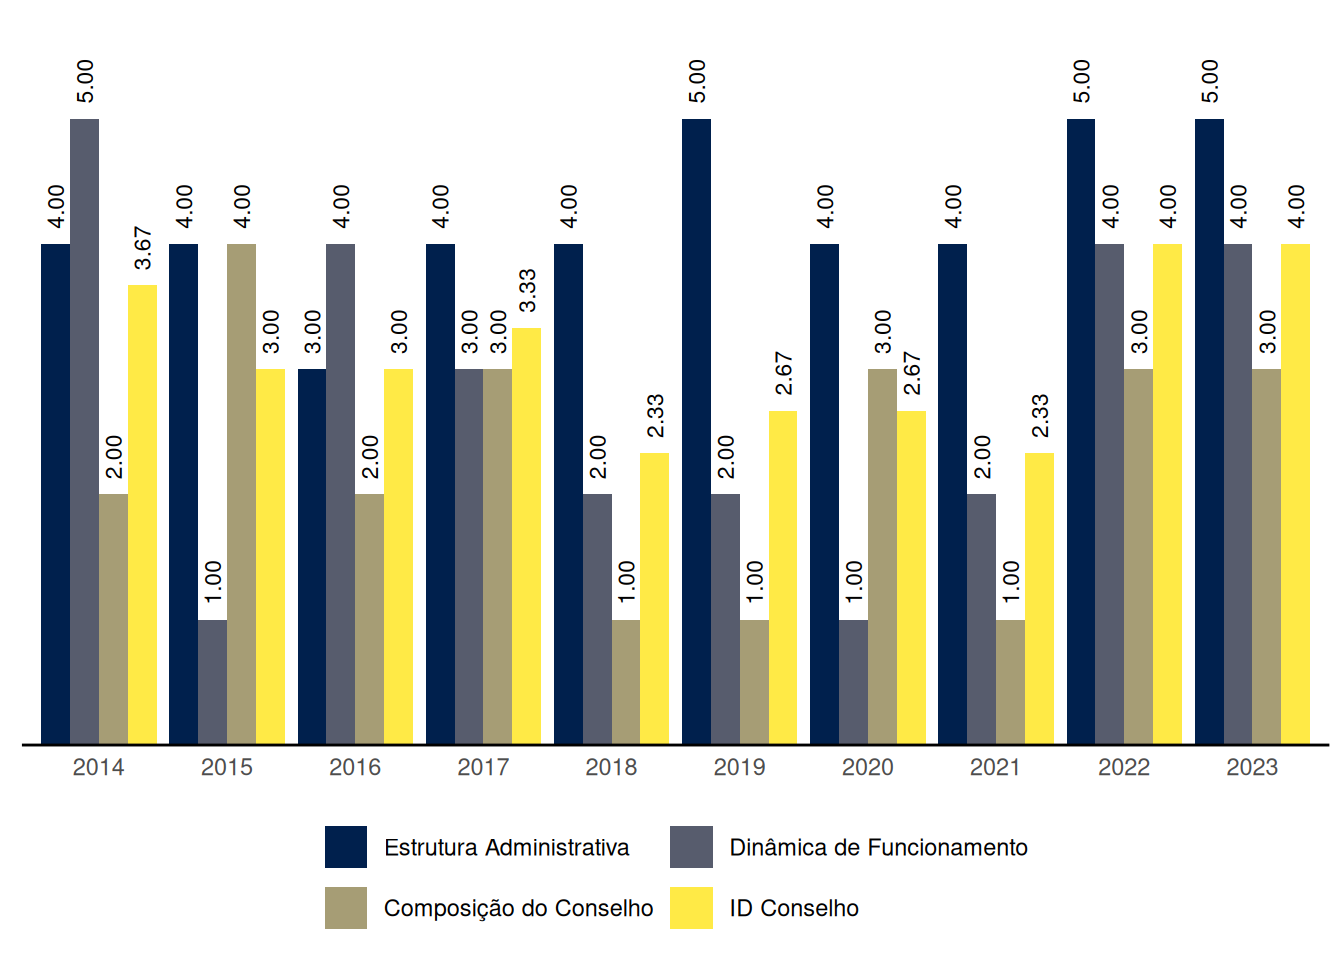 4.00 5.00 2.00 3.67 4.00 1.00 4.00 3.00 3.00 4.00 2.00 3.00 4.00 3.00 3.00 3.33 4.00 2.00 1.00 2.33 5.00 2.00 1.00 2.67 4.00 1.00 3.00 2.67 4.00 2.00 1.00 2.33 5.00 4.00 3.00 4.00 5.00 4.00 3.00 4.00
2014 2015 2016 2017 2018 2019 2020 2021 2022 2023
Estrutura Administrativa Dinâmica de Funcionamento
Composição do Conselho ID Conselho